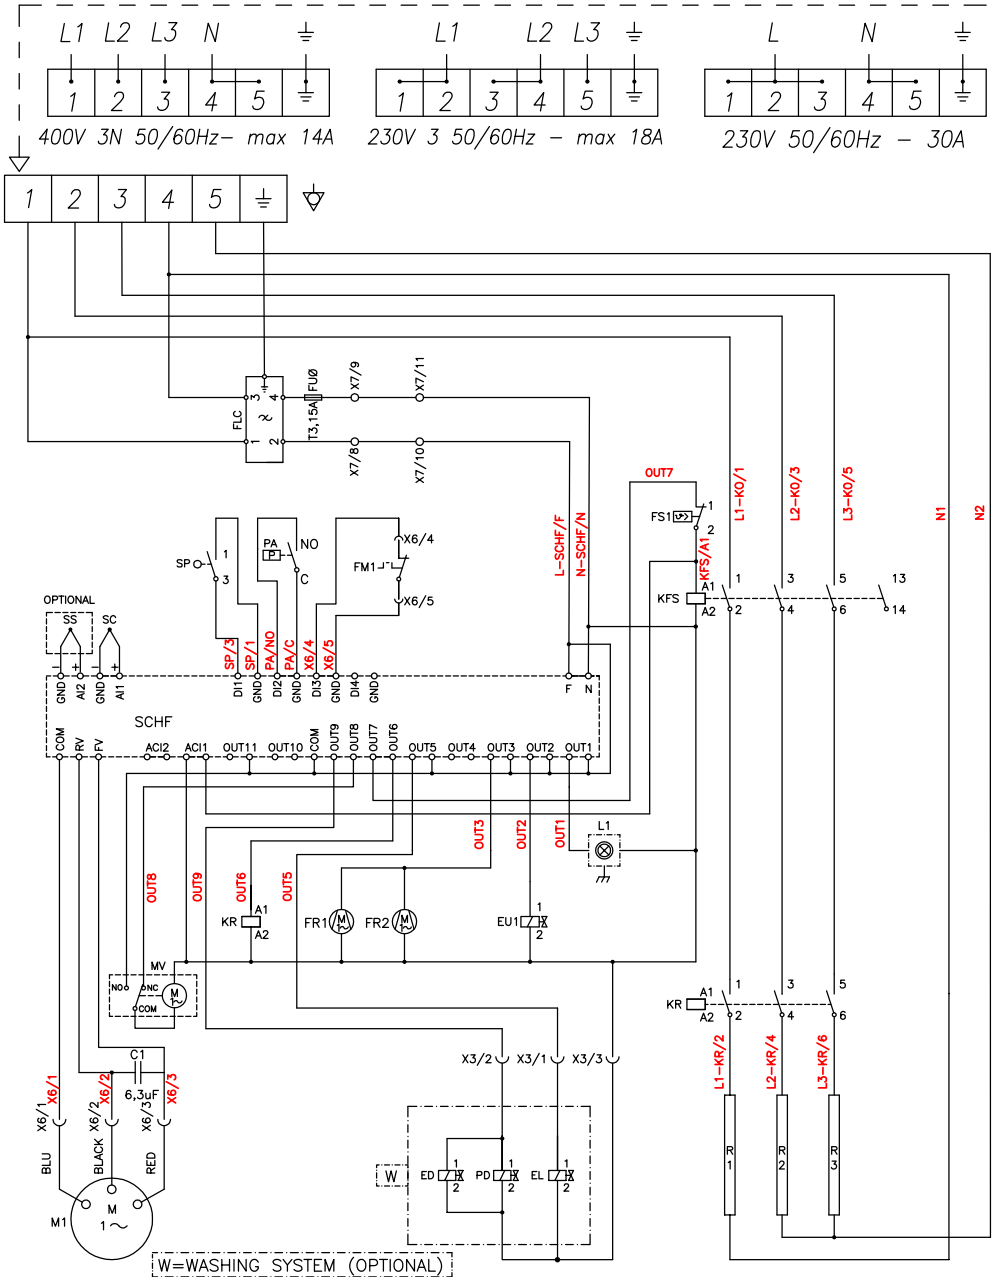 L1 L2 L3 N
1 2 3 4 5
400V 3N 50/60Hz- max 14A
L1 L2 L3
1 2 3 4 5
230V 3 50/60Hz - max 18A
L N
1 2 3 4 5
230V 50/60Hz - 30A
1 2 3 4 5
FLC
3 4
1 2
T3,15A FUØ
X7/9 X7/11
X7/8 X7/10
OUT7
FS1 1 2
L1-KO/1
L2-KO/3
L3-KO/5
N1
N2
L-SCHF/F
N-SCHF/N
KFS/A1
SP 1 3
PA P NO C
FM1 X6/4 X6/5
KFS A1 A2
1 2 3 4 5 6 13 14
OPTIONAL
SS SC
- + - +
SP/3 SP/1 PA/NO PA/C X6/4 X6/5
GND AI2 GND AI1 DI1 GND DI2 GND DI3 GND DI4 GND F N
SCHF
COM RV FV ACI2 ACI1 OUT11 OUT10 COM OUT9 OUT8 OUT7 OUT6 OUT5 OUT4 OUT3 OUT2 OUT1
OUT8 OUT9 OUT6 OUT5 OUT3 OUT2 OUT1
L1
KR A1 A2
FR1 M
FR2 M
EU1 1 2
MV
NO NC
COM M
KR A1 A2
1 2 3 4 5 6
L1-KR/2 L2-KR/4 L3-KR/6
X3/2 X3/1 X3/3
C1
6,3uF
X6/1 X6/2 X6/3
X6/1 X6/2 X6/3
BLU BLACK RED
M1 M
1~
W
ED 1 2
PD 1 2
EL 1 2
R1 R2 R3
W=WASHING SYSTEM (OPTIONAL)